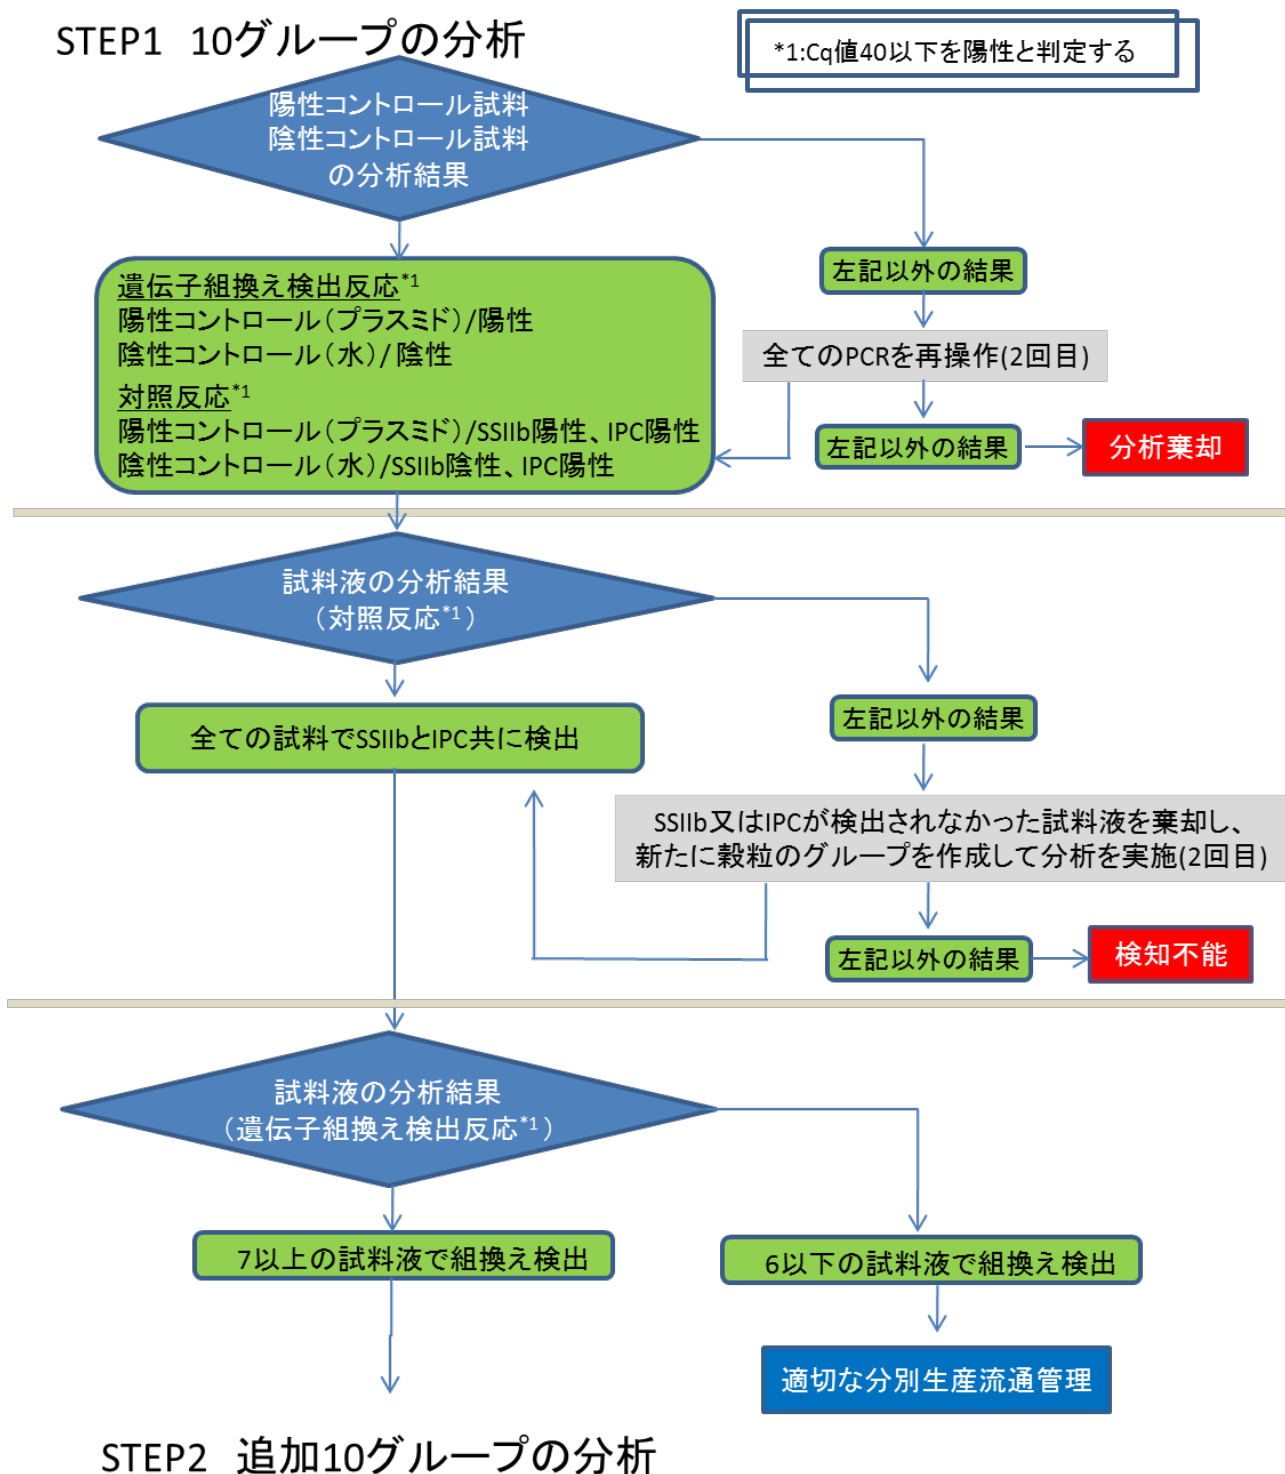 STEP1 10グループの分析
*1:Cq値40以下を陽性と判定する
陽性コントロール試料
陰性コントロール試料
の分析結果
左記以外の結果
遺伝子組換え検出反応*1
陽性コントロール(プラスミド)/陽性
陰性コントロール(水)/陰性
対照反応*1
陽性コントロール(プラスミド)/SSIIb陽性、IPC陽性
陰性コントロール(水)/SSIIb陰性、IPC陽性
全てのPCRを再操作(2回目)
左記以外の結果
分析棄却
試料液の分析結果
(対照反応*1)
全ての試料でSSIIbとIPC共に検出
左記以外の結果
SSIIb又はIPCが検出されなかった試料液を棄却し、
新たに穀粒のグループを作成して分析を実施(2回目)
左記以外の結果
検知不能
試料液の分析結果
(遺伝子組換え検出反応*1)
7以上の試料液で組換え検出
6以下の試料液で組換え検出
適切な分別生産流通管理
STEP2 追加10グループの分析